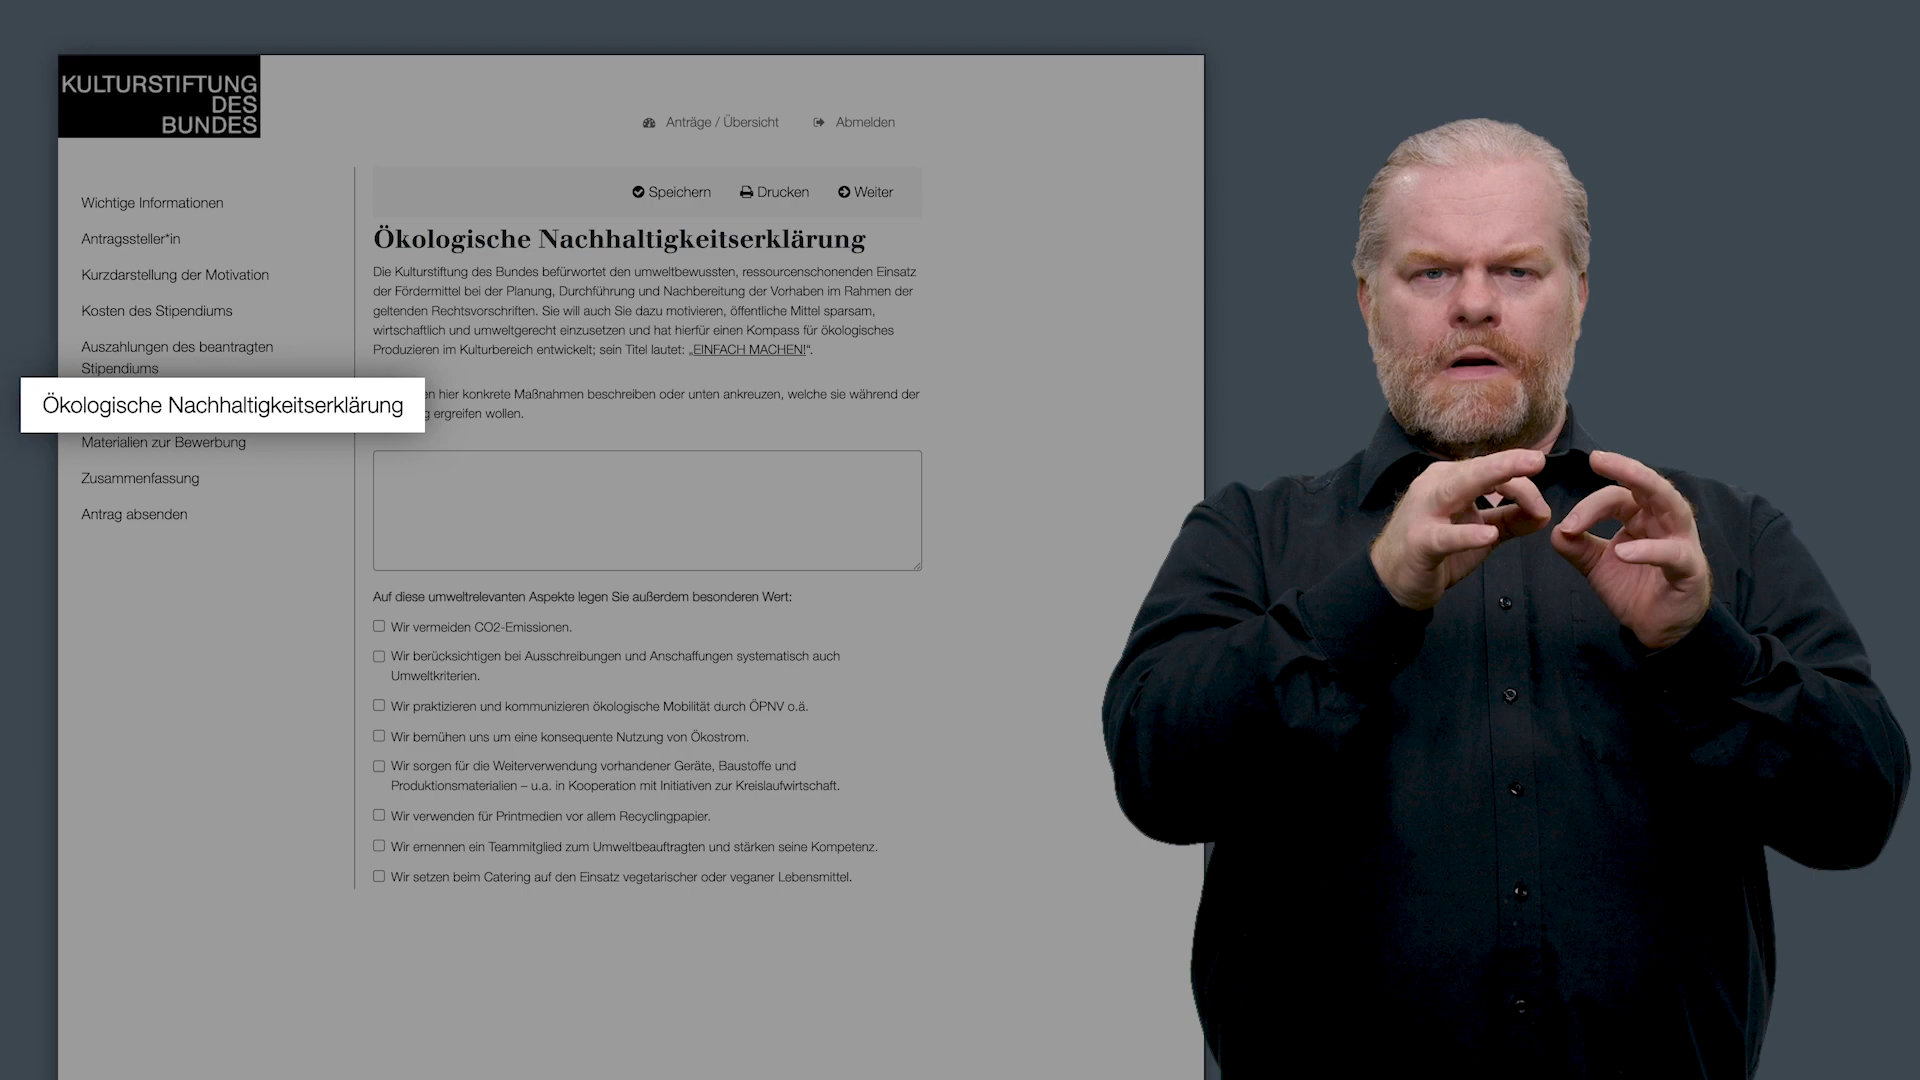 KULTURSTIFTUNG
DES
BUNDES
Anträge / Übersicht
Abmelden
Wichtige Informationen
Antragssteller*in
Kurzdarstellung der Motivation
Kosten des Stipendiums
Auszahlungen des beantragten
Stipendiums
Ökologische Nachhaltigkeitserklärung
Materialien zur Bewerbung
Zusammenfassung
Antrag absenden
Speichern
Drucken
Weiter
Ökologische Nachhaltigkeitserklärung
Die Kulturstiftung des Bundes befürwortet den umweltbewussten, ressourcenschonenden Einsatz
der Fördermittel bei der Planung, Durchführung und Nachbereitung der Vorhaben im Rahmen der
geltenden Rechtsvorschriften. Sie will auch Sie dazu motivieren, öffentliche Mittel sparsam,
wirtschaftlich und umweltgerecht einzusetzen und hat hierfür einen Kompass für ökologisches
Produzieren im Kulturbereich entwickelt; sein Titel lautet: „EINFACH MACHEN!“.
hier konkrete Maßnahmen beschreiben oder unten ankreuzen, welche sie während der
ergreifen wollen.
Auf diese umweltrelevanten Aspekte legen Sie außerdem besonderen Wert:
Wir vermeiden CO2-Emissionen.
Wir berücksichtigen bei Ausschreibungen und Anschaffungen systematisch auch
Umweltkriterien.
Wir praktizieren und kommunizieren ökologische Mobilität durch ÖPNV o.ä.
Wir bemühen uns um eine konsequente Nutzung von Ökostrom.
Wir sorgen für die Weiterverwendung vorhandener Geräte, Baustoffe und
Produktionsmaterialien – u.a. in Kooperation mit Initiativen zur Kreislaufwirtschaft.
Wir verwenden für Printmedien vor allem Recyclingpapier.
Wir ernennen ein Teammitglied zum Umweltbeauftragten und stärken seine Kompetenz.
Wir setzen beim Catering auf den Einsatz vegetarischer oder veganer Lebensmittel.